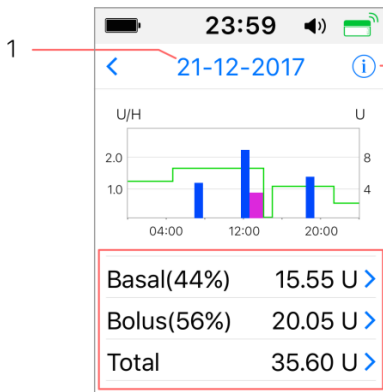 23:59
1
21-12-2017
i
U/H U
2.0 8
1.0 4
04:00 12:00 20:00
Basal(44%) 15.55 U
Bolus(56%) 20.05 U
Total 35.60 U